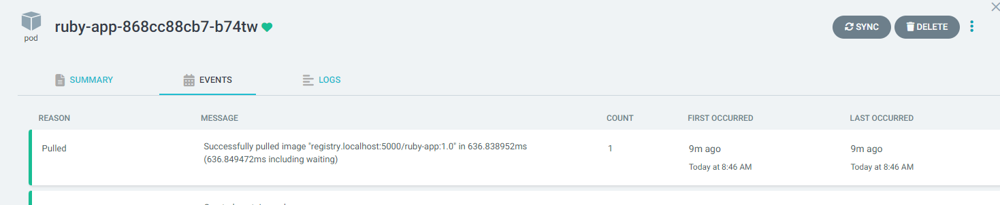 ruby-app-868cc88cb7-b74tw
pod
SYNC
DELETE
SUMMARY
EVENTS
LOGS
REASON MESSAGE COUNT FIRST OCCURRED LAST OCCURRED
Pulled
Successfully pulled image "registry.localhost:5000/ruby-app:1.0" in 636.838952ms
(636.849472ms including waiting)
1
9m ago
Today at 8:46 AM
9m ago
Today at 8:46 AM